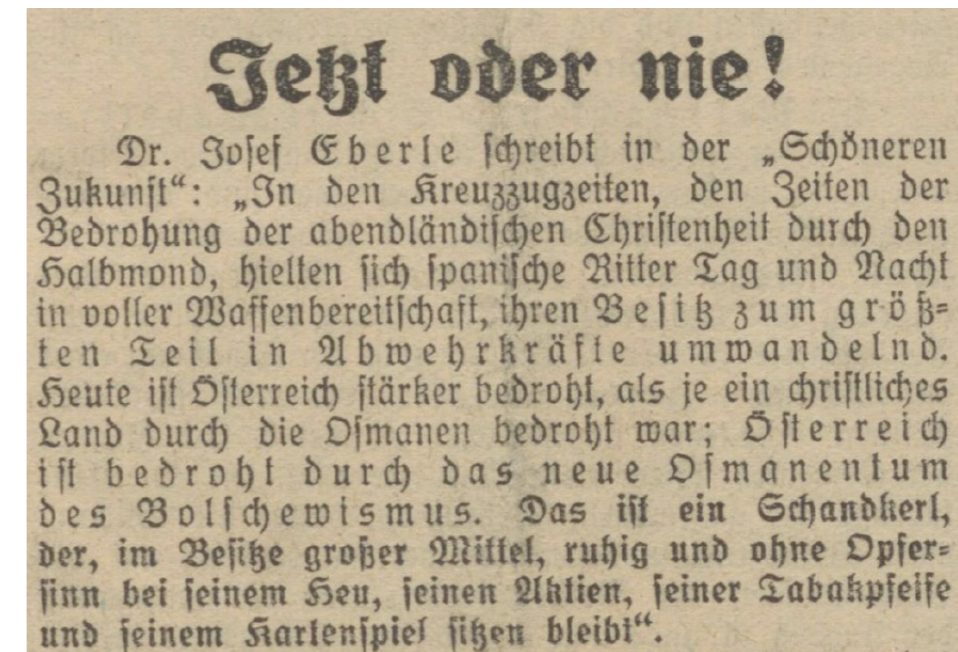 Jetzt oder nie!
Dr. Josef Eberle schreibt in der „Schöneren
Zukunft“: „In den Kreuzzugzeiten, den Zeiten der
Bedrohung der abendländischen Christenheit durch den
Halbmond, hielten sich spanische Ritter Tag und Nacht
in voller Waffenbereitschaft, ihren Besitz zum größ-
ten Teil in Abwehrkräfte umwandelnd.
Heute ist Österreich stärker bedroht, als je ein christliches
Land durch die Osmanen bedroht war; Österreich
ist bedroht durch das neue Osmanentum
des Bolschewismus. Das ist ein Schandkerl,
der, im Besitze großer Mittel, ruhig und ohne Opfer-
sinn bei seinem Heu, seinen Aktien, seiner Tabakpfeife
und seinem Kartenspiel sitzen bleibt“.